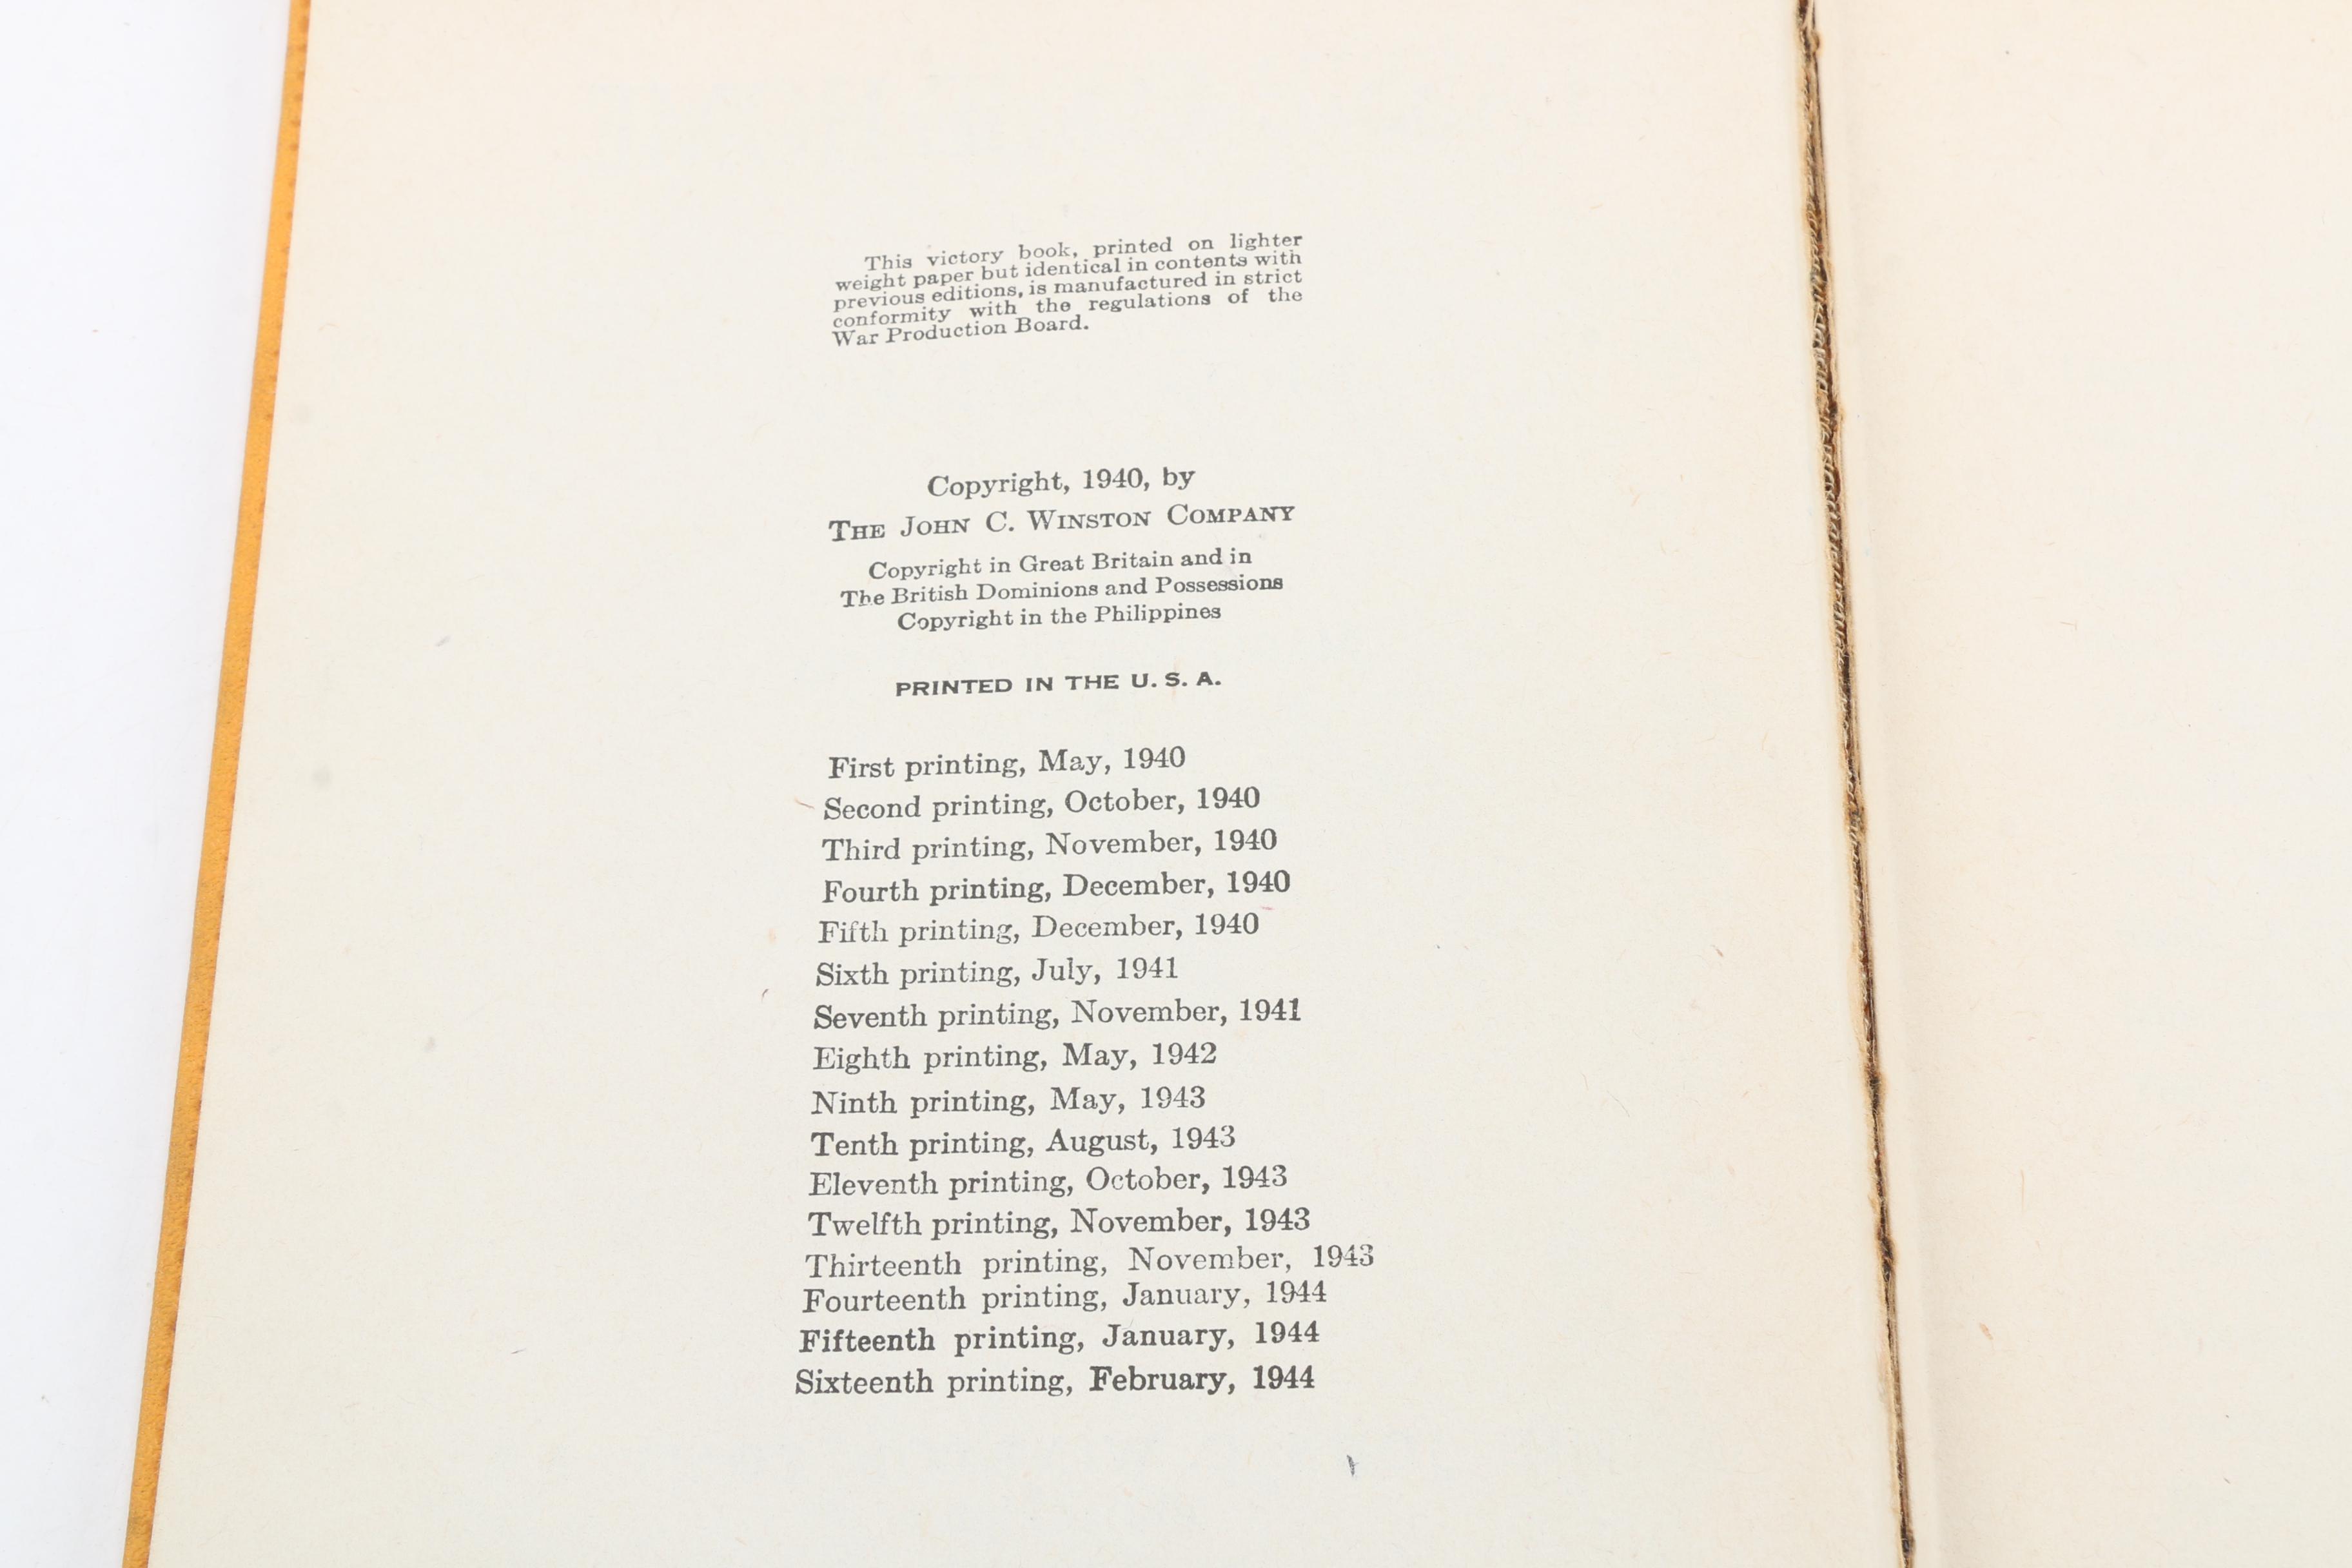 This victory book, printed on lighter
weight paper but identical in contents with
previous editions, is manufactured in strict
conformity with the regulations of the
War Production Board.
Copyright, 1940, by
THE JOHN C. WINSTON COMPANY
Copyright in Great Britain and in
The British Dominions and Possessions
Copyright in the Philippines
PRINTED IN THE U. S. A.
First printing, May, 1940
Second printing, October, 1940
Third printing, November, 1940
Fourth printing, December, 1940
Fifth printing, December, 1940
Sixth printing, July, 1941
Seventh printing, November, 1941
Eighth printing, May, 1942
Ninth printing, May, 1943
Tenth printing, August, 1943
Eleventh printing, October, 1943
Twelfth printing, November, 1943
Thirteenth printing, November, 1943
Fourteenth printing, January, 1944
Fifteenth printing, January, 1944
Sixteenth printing, February, 1944